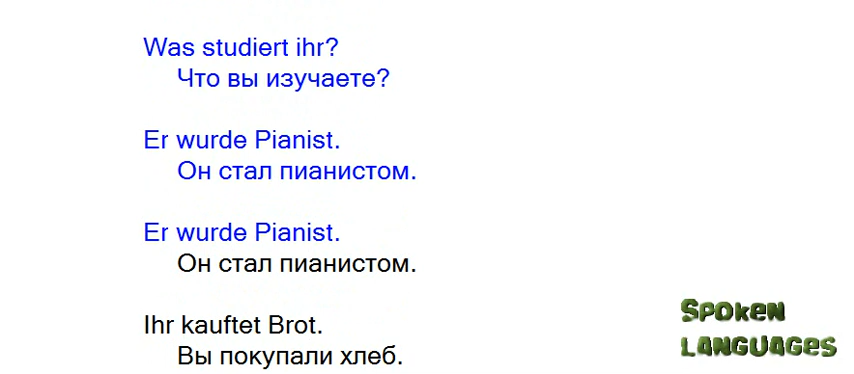 Was studiert ihr?
Что вы изучаете?
Er wurde Pianist.
Он стал пианистом.
Er wurde Pianist.
Он стал пианистом.
Ihr kauftet Brot.
Вы покупали хлеб.
Spoken
Languages